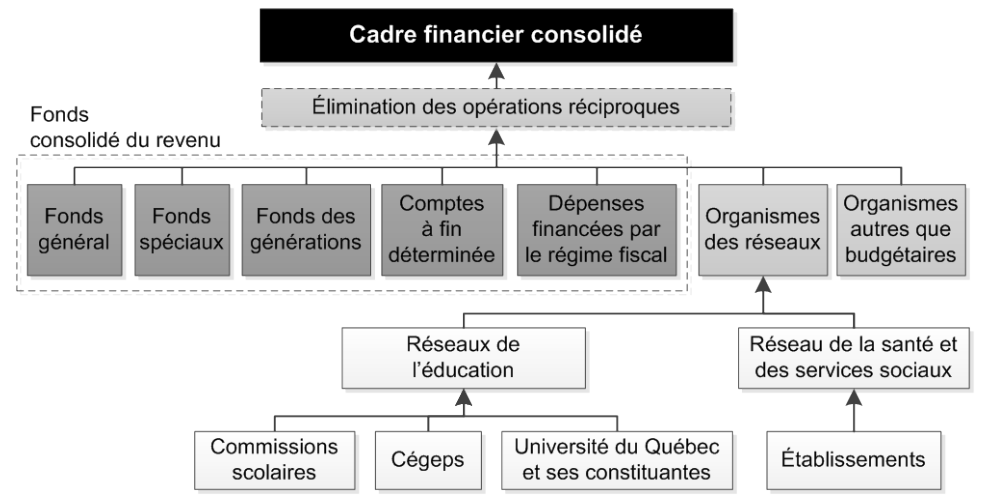 Cadre financier consolidé
Élimination des opérations réciproques
Fonds
consolidé du revenu
Fonds
général
Fonds
spéciaux
Fonds des
générations
Comptes
à fin
déterminée
Dépenses
financées par
le régime fiscal
Organismes
des réseaux
Organismes
autres que
budgétaires
Réseaux de
l’éducation
Réseau de la santé et
des services sociaux
Commissions
scolaires
Cégeps
Université du Québec
et ses constituantes
Établissements